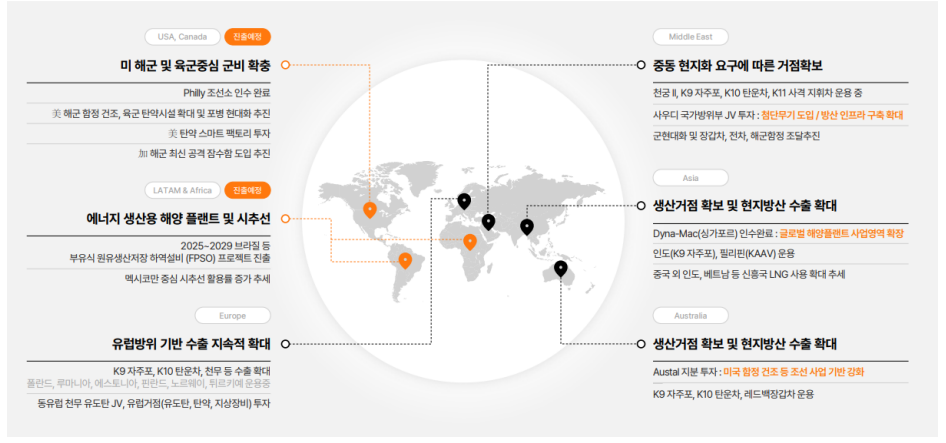 USA, Canada
진출예정
미 해군 및 육군중심 군비 확충
Philly 조선소 인수 완료
美 해군 함정 건조, 육군 탄약시설 확대 및 포병 현대화 추진
美 탄약 스마트 팩토리 투자
加 해군 최신 공격 잠수함 도입 추진
LATAM & Africa
진출예정
에너지 생산용 해양 플랜트 및 시추선
2025~2029 브라질 등
부유식 원유생산저장 하역설비 (FPSO) 프로젝트 진출
멕시코만 중심 시추선 활용률 증가 추세
Europe
유럽방위 기반 수출 지속적 확대
K9 자주포, K10 탄운차, 천무 등 수출 확대
폴란드, 루마니아, 에스토니아, 핀란드, 노르웨이, 튀르키예 운용중
동유럽 천무 유도탄 JV, 유럽거점(유도탄, 탄약, 지상장비) 투자
Middle East
중동 현지화 요구에 따른 거점확보
천궁 II, K9 자주포, K10 탄운차, K11 사격 지휘차 운용 중
사우디 국가방위부 JV 투자 : 첨단무기 도입 / 방산 인프라 구축 확대
군현대화 및 장갑차, 전차, 해군함정 조달추진
Asia
생산거점 확보 및 현지방산 수출 확대
Dyna-Mac(싱가포르) 인수완료 : 글로벌 해양플랜트 사업영역 확장
인도(K9 자주포), 필리핀(KAAV) 운용
중국 외 인도, 베트남 등 신흥국 LNG 사용 확대 추세
Australia
생산거점 확보 및 현지방산 수출 확대
Austal 지분 투자 : 미국 함정 건조 등 조선 사업 기반 강화
K9 자주포, K10 탄운차, 레드백장갑차 운용